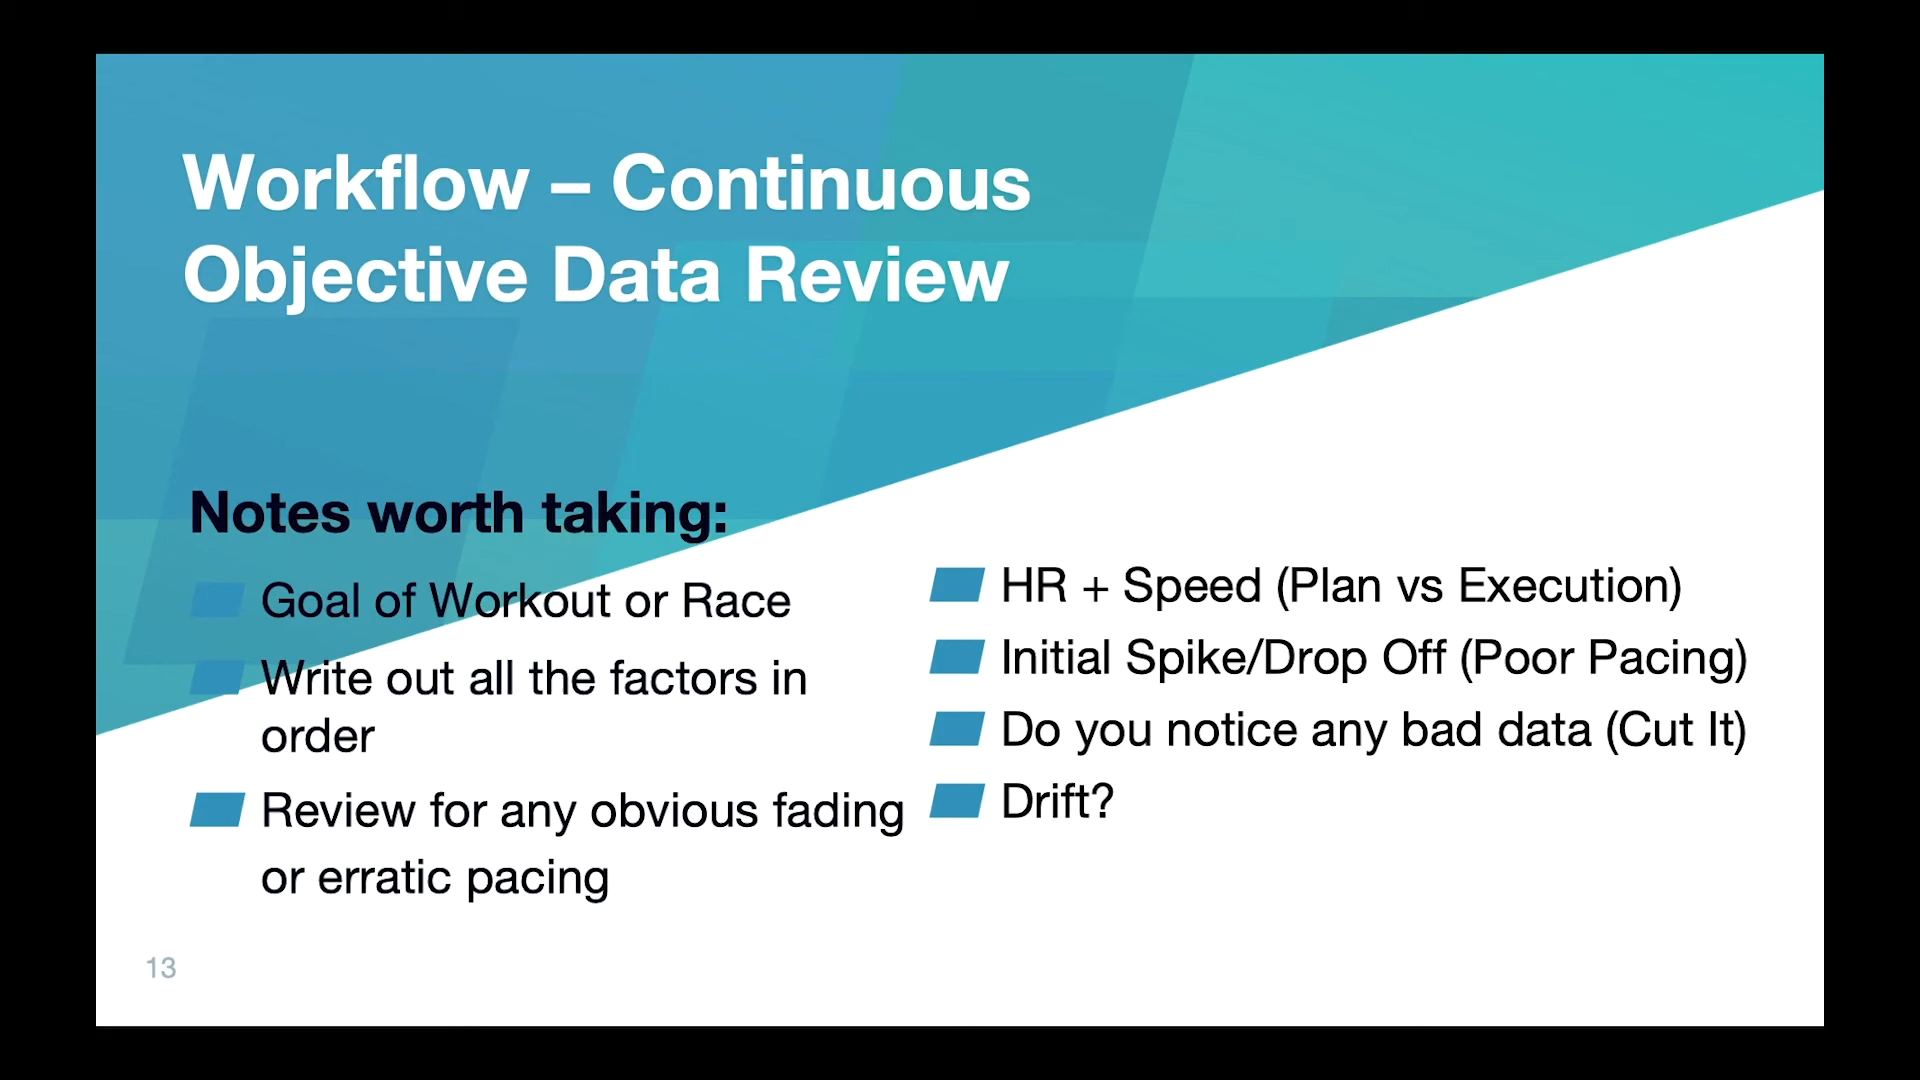 Workflow – Continuous
Objective Data Review
Notes worth taking:
Goal of Workout or Race
Write out all the factors in
order
Review for any obvious fading
or erratic pacing
HR + Speed (Plan vs Execution)
Initial Spike/Drop Off (Poor Pacing)
Do you notice any bad data (Cut It)
Drift?
13